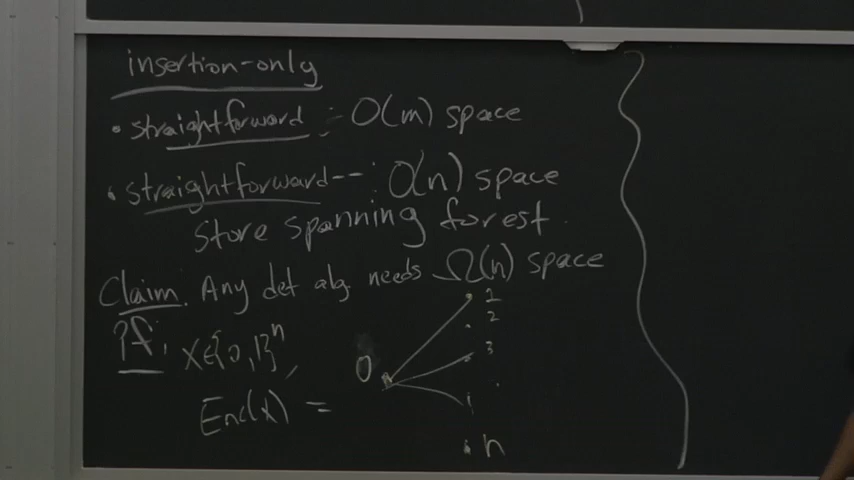 insertion-only
• straightforward :- O(m) space
• straightforward-- : O(n) space
store spanning forest.
Claim: Any det alg. needs Ω(n) space
Pf: X∈{0,1}ⁿ,
Enc(x) =
0
1
2
3
n